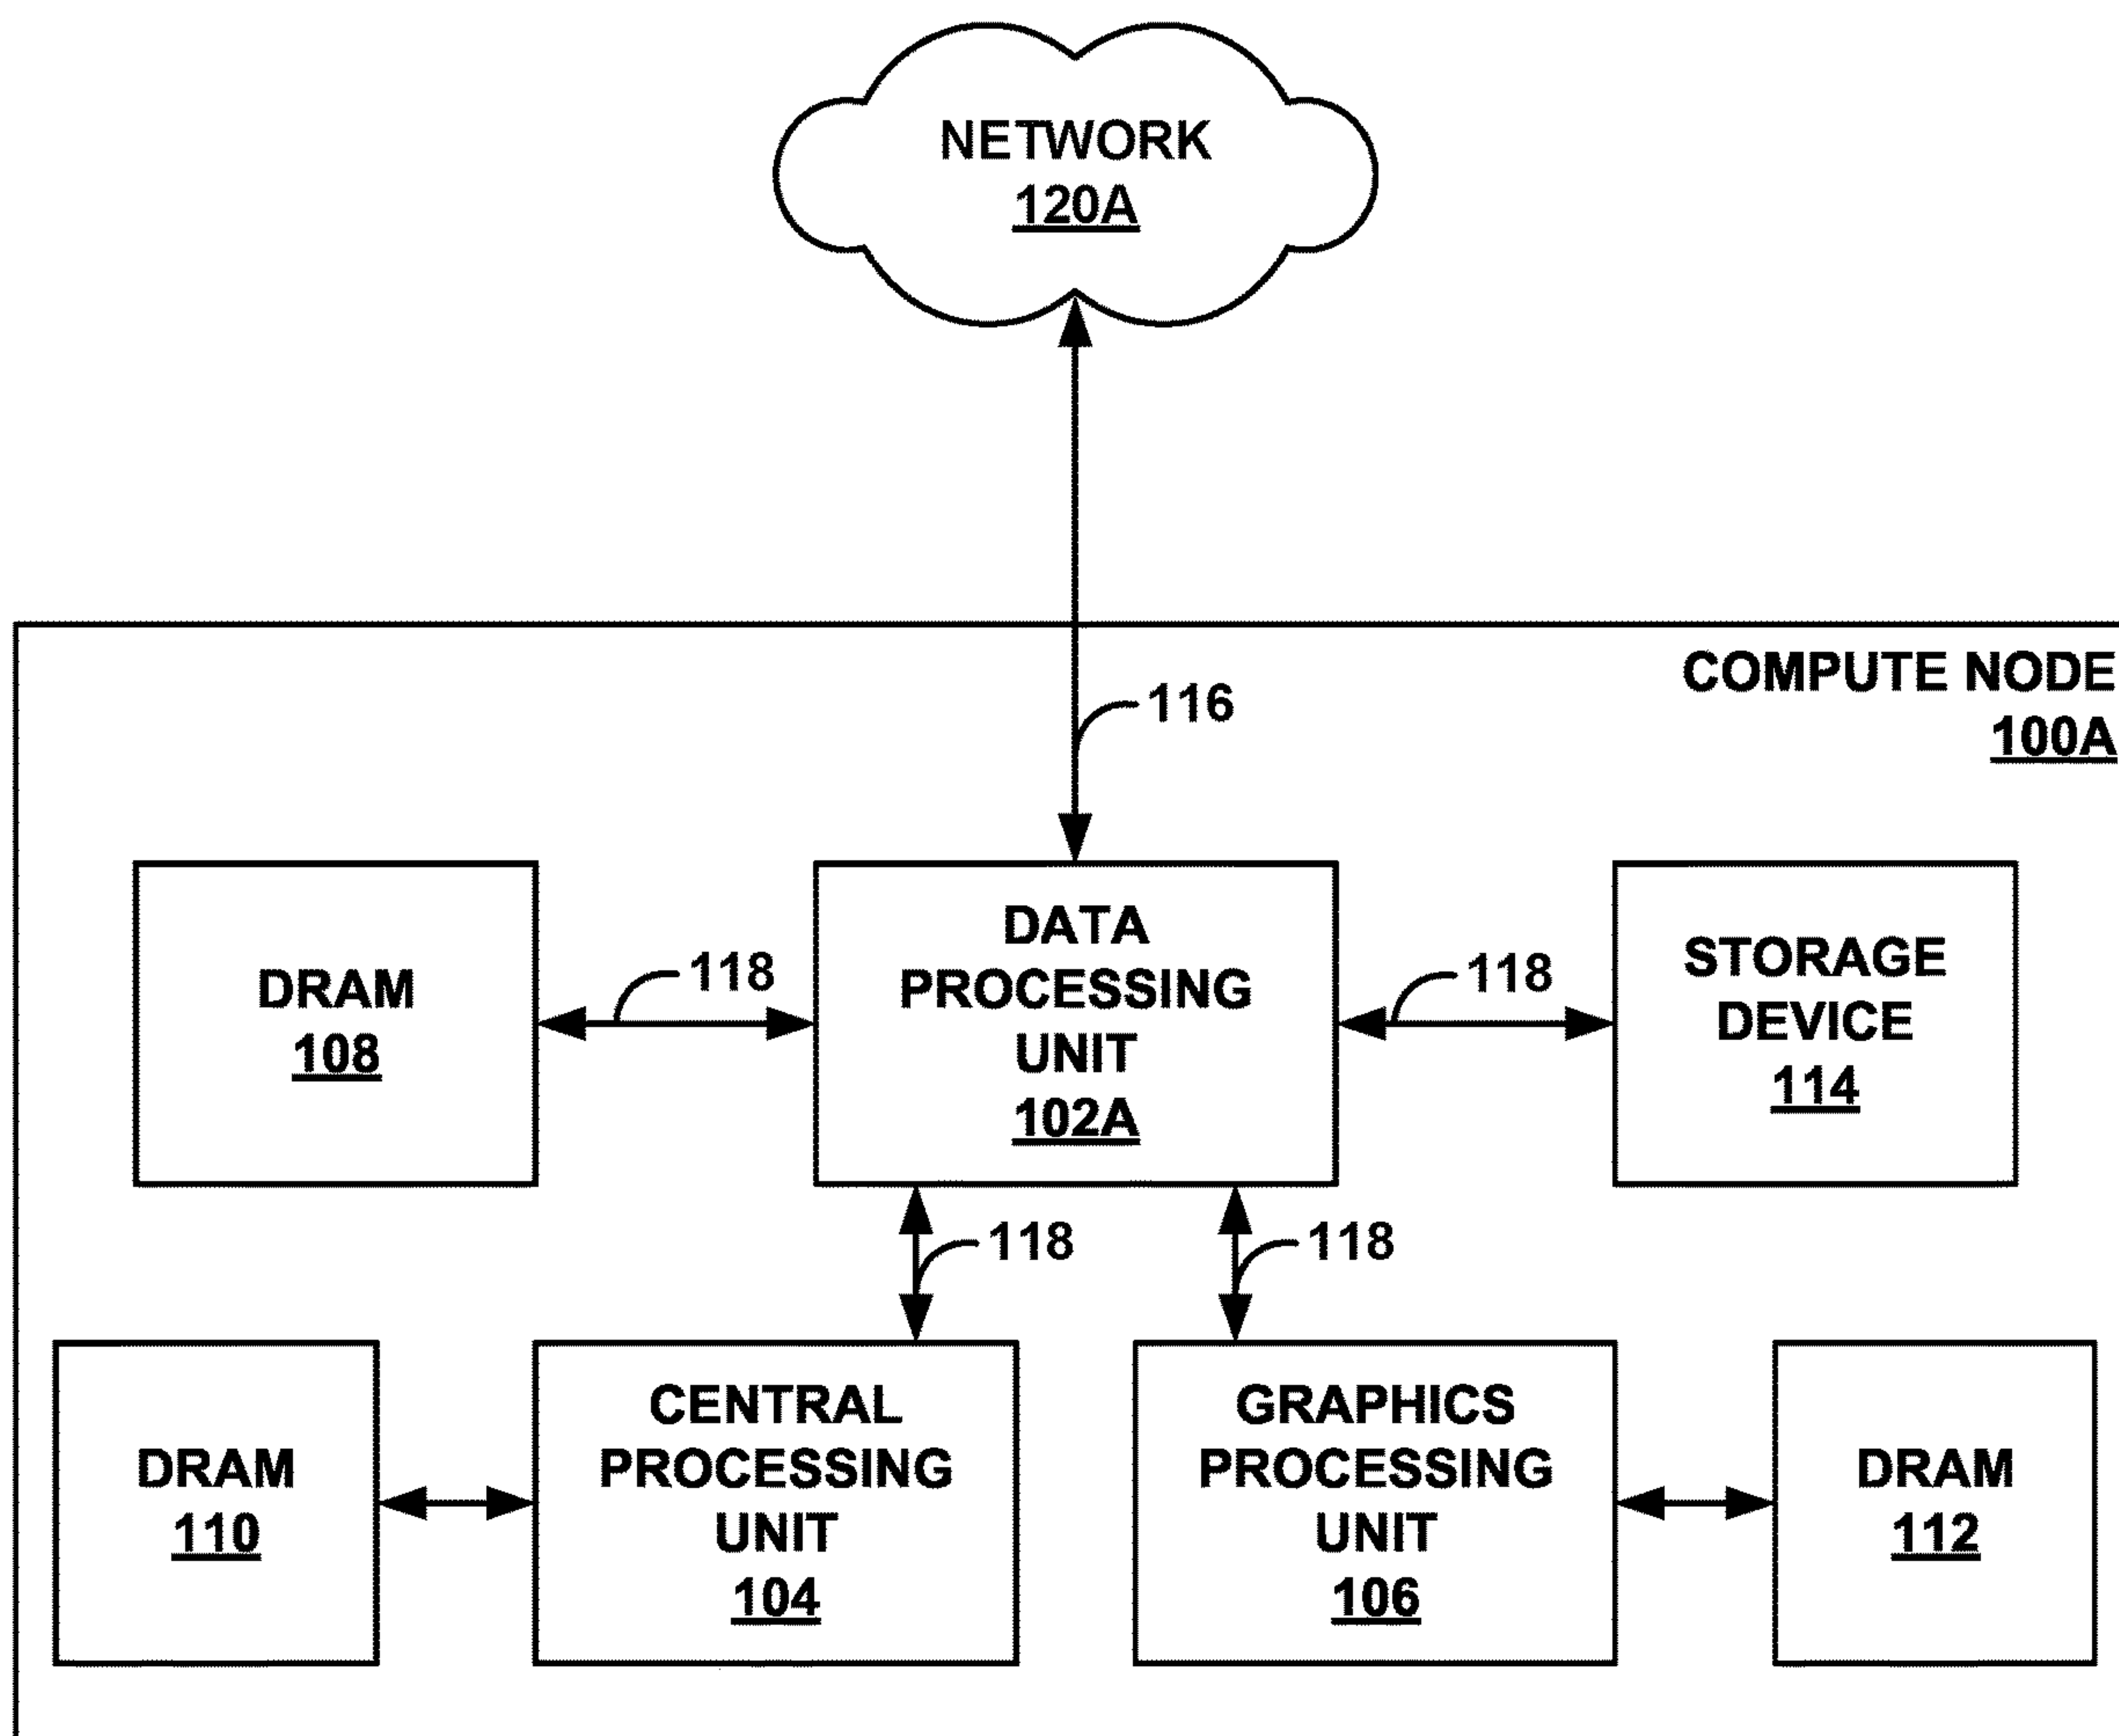 NETWORK
120A
COMPUTE NODE
100A
116
DRAM
108
118
DATA
PROCESSING
UNIT
102A
118
STORAGE
DEVICE
114
118
118
DRAM
110
CENTRAL
PROCESSING
UNIT
104
GRAPHICS
PROCESSING
UNIT
106
DRAM
112